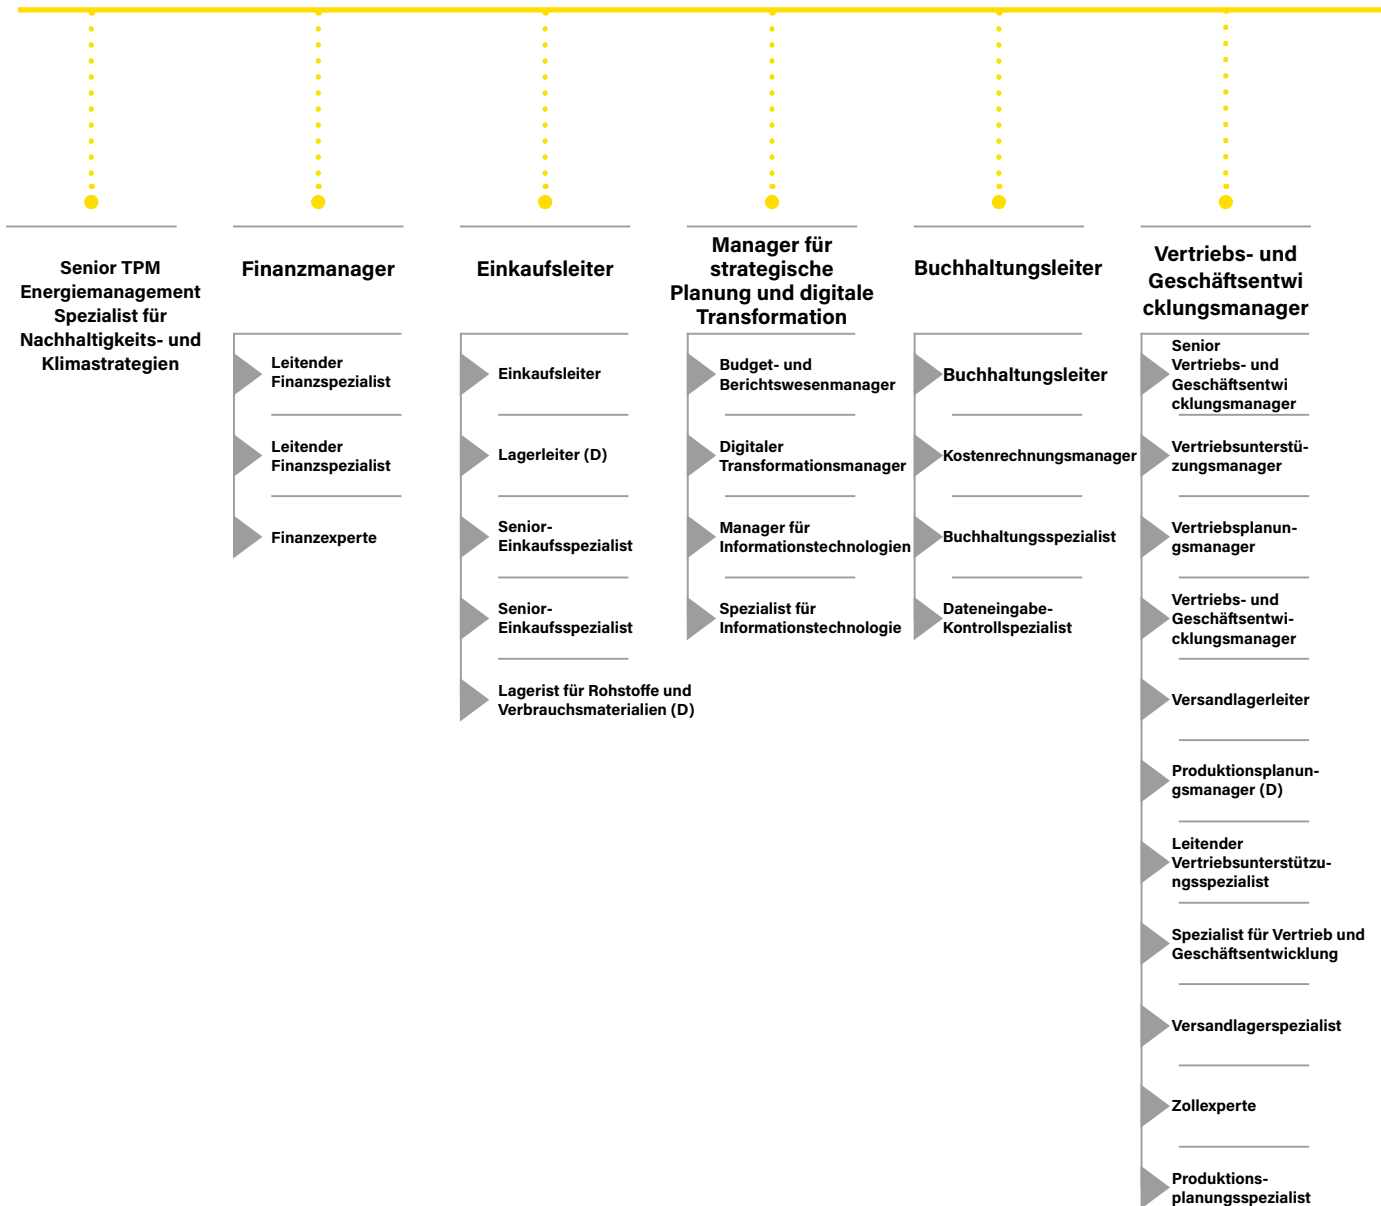 Senior TPM
Energiemanagement
Spezialist für
Nachhaltigkeits- und
Klimastrategien
Finanzmanager
Leitender
Finanzspezialist
Leitender
Finanzspezialist
Finanzexperte
Einkaufsleiter
Einkaufsleiter
Lagerleiter (D)
Senior-
Einkaufsspezialist
Senior-
Einkaufsspezialist
Lagerist für Rohstoffe und
Verbrauchsmaterialien (D)
Manager für
strategische
Planung und digitale
Transformation
Budget- und
Berichtswesenmanager
Digitaler
Transformationsmanager
Manager für
Informationstechnologien
Spezialist für
Informationstechnologie
Buchhaltungsleiter
Buchhaltungsleiter
Kostenrechnungsmanager
Buchhaltungsspezialist
Dateneingabe-
Kontrollspezialist
Vertriebs- und
Geschäftsentwi
cklungsmanager
Senior
Vertriebs- und
Geschäftsentwi
cklungsmanager
Vertriebsunterstü-
zungsmanager
Vertriebsplanun-
gsmanager
Vertriebs- und
Geschäftsentwi-
cklungsmanager
Versandlagerleiter
Produktionsplanun-
gsmanager (D)
Leitender
Vertriebsunterstützu-
ngsspezialist
Spezialist für Vertrieb und
Geschäftsentwicklung
Versandlagerspezialist
Zollexperte
Produktions-
planungsspezialist